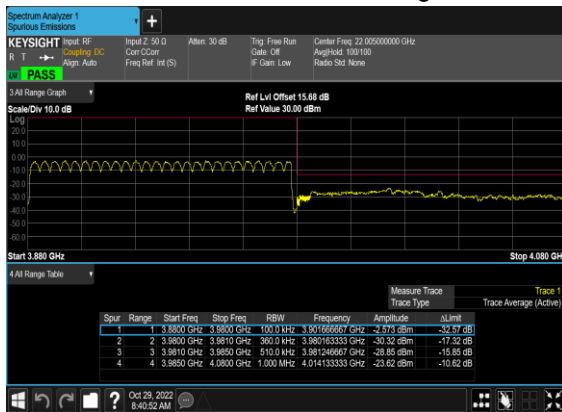 Spectrum Analyzer 1
Spurious Emissions
KEYSIGHT Input: RF Input Z: 50 Ω Atten: 30 dB Trig: Free Run Center Freq: 22.005000000 GHz
R T Coupling: DC Corr CCorr Gate: Off Avg|Hold: 100/100
Align: Auto Freq Ref: Int (S) IF Gain: Low Radio Std: None
PASS
3 All Range Graph
Ref Lvl Offset 15.68 dB
Scale/Div 10.0 dB Ref Value 30.00 dBm
Log
20.0
10.0
0.00
-10.0
-20.0
-30.0
-40.0
-50.0
-60.0
Start 3.880 GHz Stop 4.080 GH
4 All Range Table
Measure Trace Trace 1
Trace Type Trace Average (Active)
Spur Range Start Freq Stop Freq RBW Frequency Amplitude ΔLimit
1 1 3.8800 GHz 3.9800 GHz 100.0 kHz 3.901666667 GHz -2.573 dBm -32.57 dB
2 2 3.9800 GHz 3.9810 GHz 360.0 kHz 3.980163333 GHz -30.32 dBm -17.32 dB
3 3 3.9810 GHz 3.9850 GHz 510.0 kHz 3.981246667 GHz -28.85 dBm -15.85 dB
4 4 3.9850 GHz 4.0800 GHz 1.000 MHz 4.014133333 GHz -23.62 dBm -10.62 dB
Oct 29, 2022
8:40:52 AM